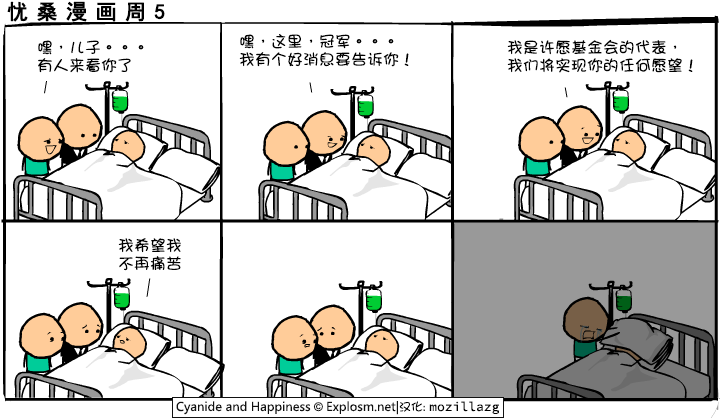 忧桑漫画周5
嘿，儿子···
有人来看你了
嘿，这里，冠军···
我有个好消息要告诉你！
我是许愿基金会的代表，
我们将实现你的任何愿望！
我希望我
不再痛苦
Cyanide and Happiness © Explosm.net|汉化: mozillazg